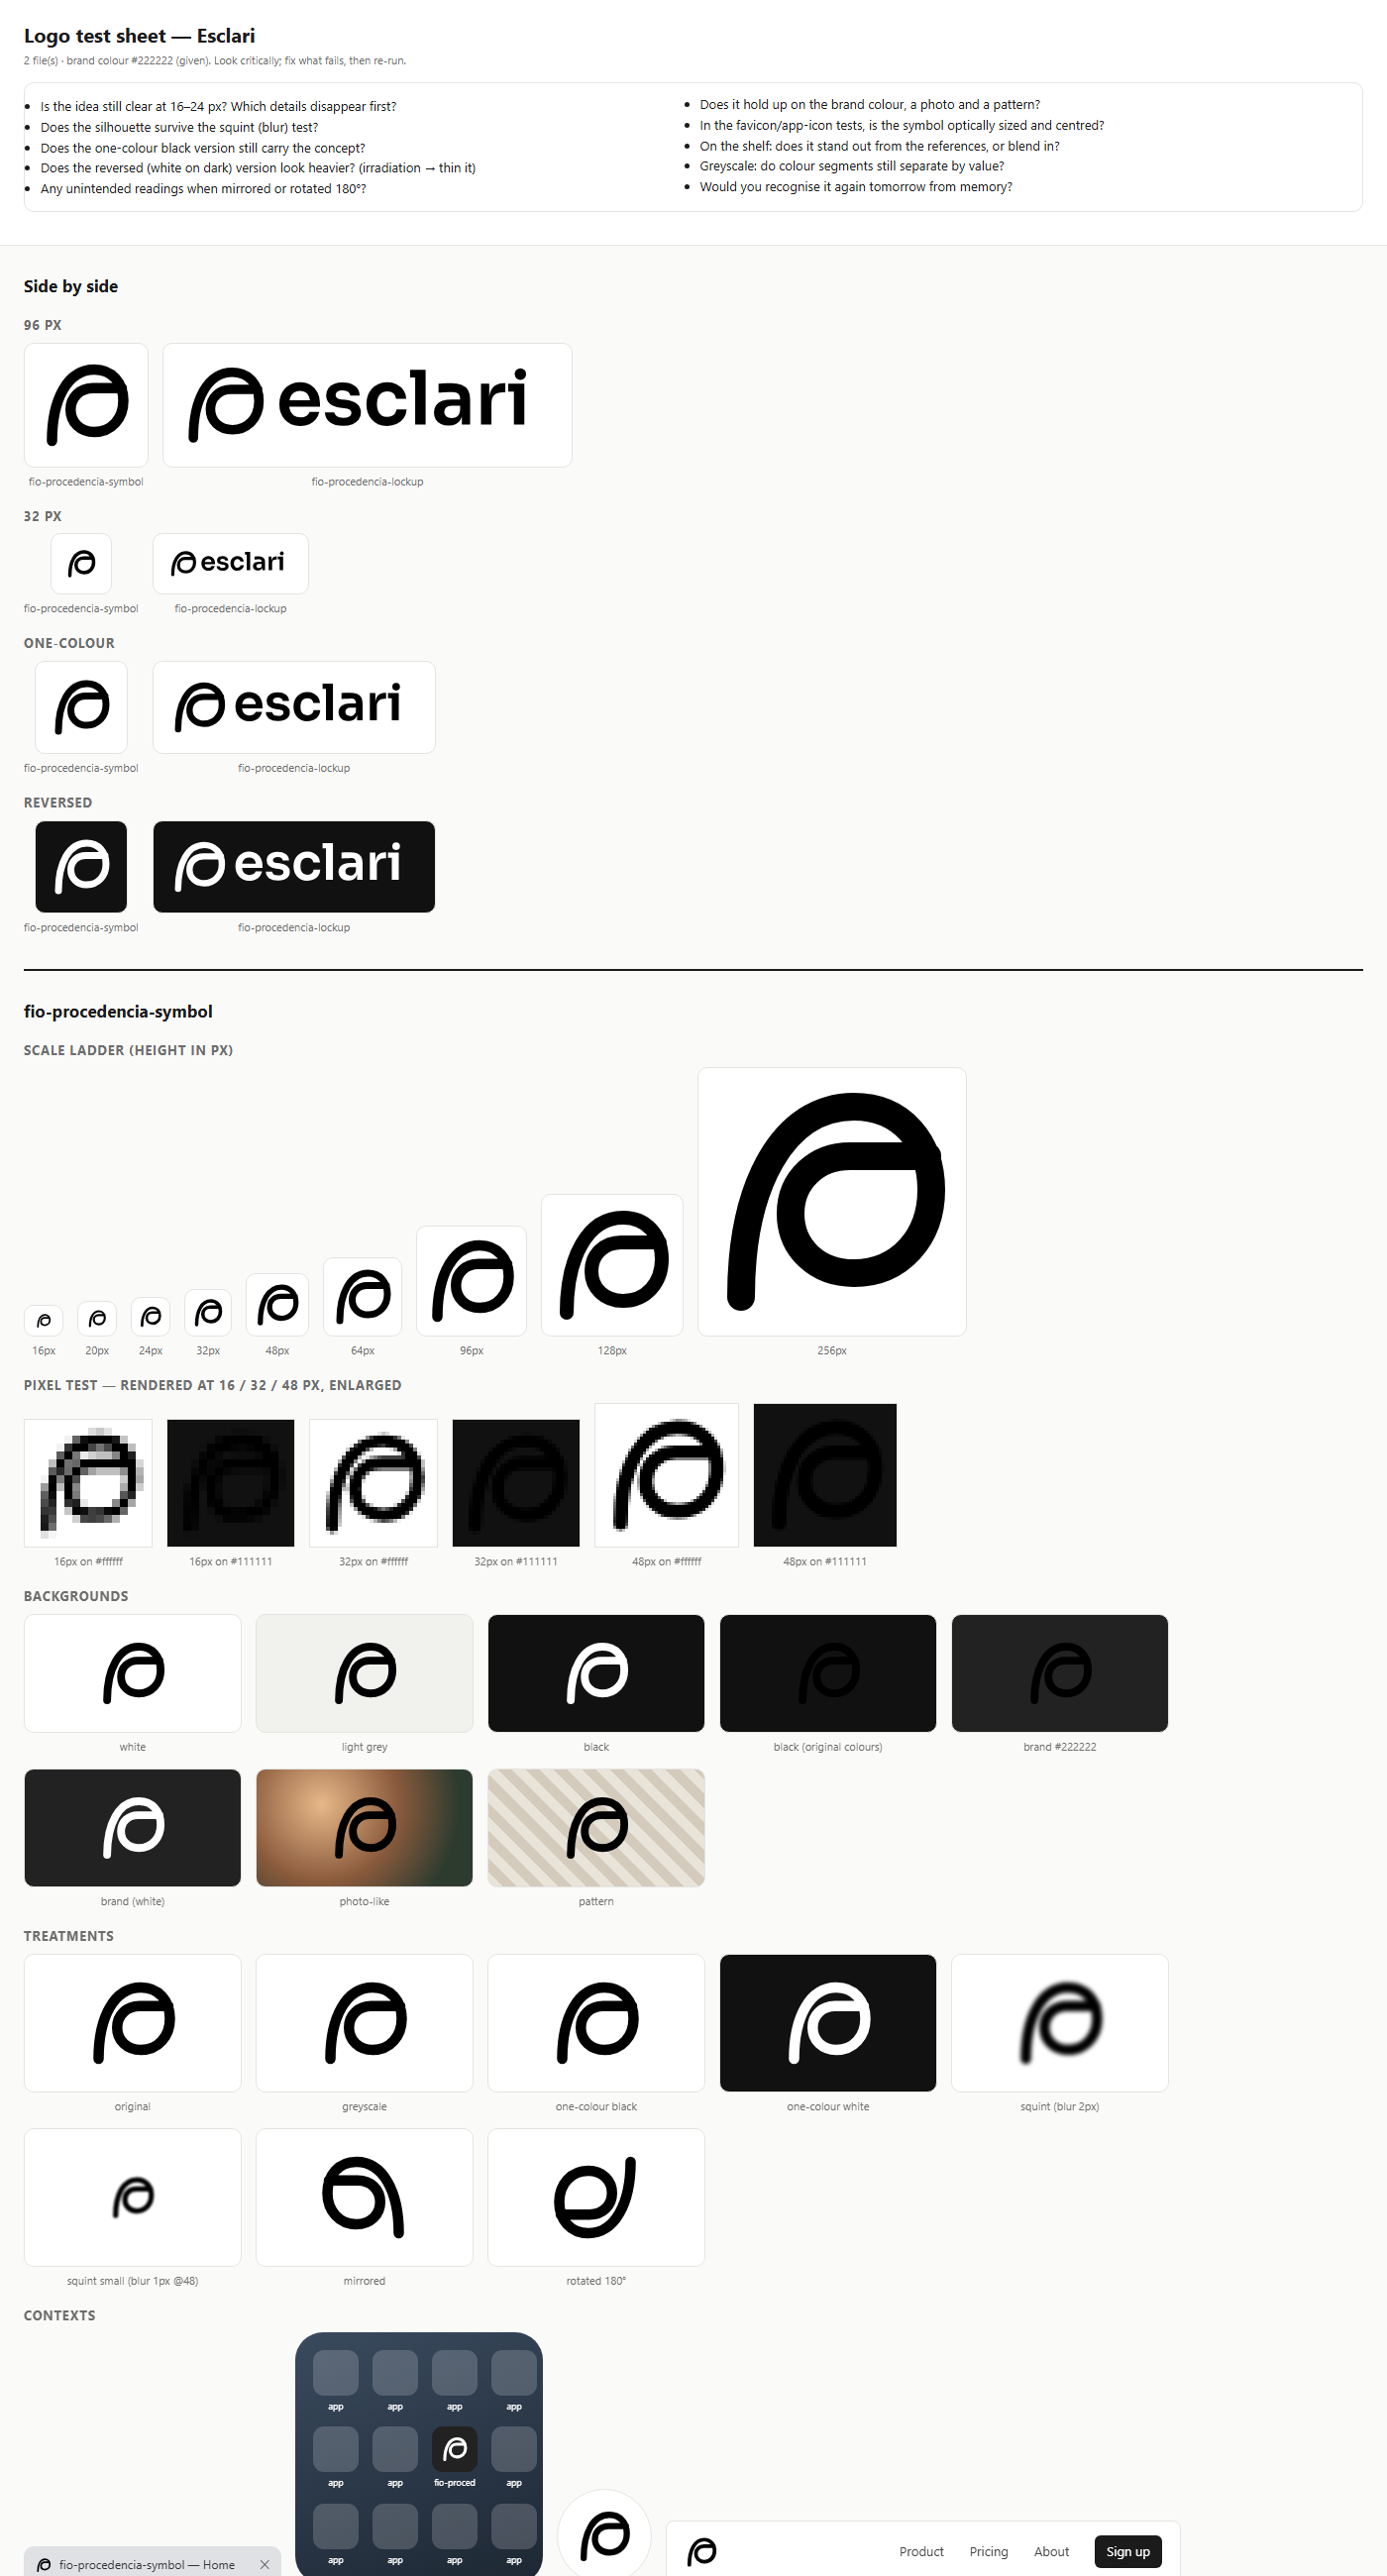 Logo test sheet — Esclari
2 file(s) · brand colour #222222 (given). Look critically; fix what fails, then re-run.
Is the idea still clear at 16–24 px? Which details disappear first?
Does the silhouette survive the squint (blur) test?
Does the one-colour black version still carry the concept?
Does the reversed (white on dark) version look heavier? (irradiation → thin it)
Any unintended readings when mirrored or rotated 180°?
Does it hold up on the brand colour, a photo and a pattern?
In the favicon/app-icon tests, is the symbol optically sized and centred?
On the shelf: does it stand out from the references, or blend in?
Greyscale: do colour segments still separate by value?
Would you recognise it again tomorrow from memory?
Side by side
96 PX
esclari
fio-procedencia-symbol fio-procedencia-lockup
32 PX
esclari
fio-procedencia-symbol fio-procedencia-lockup
ONE-COLOUR
esclari
fio-procedencia-symbol fio-procedencia-lockup
REVERSED
esclari
fio-procedencia-symbol fio-procedencia-lockup
fio-procedencia-symbol
SCALE LADDER (HEIGHT IN PX)
16px 20px 24px 32px 48px 64px 96px 128px 256px
PIXEL TEST — RENDERED AT 16 / 32 / 48 PX, ENLARGED
16px on #ffffff 16px on #111111 32px on #ffffff 32px on #111111 48px on #ffffff 48px on #111111
BACKGROUNDS
white light grey black black (original colours) brand #222222
brand (white) photo-like pattern
TREATMENTS
original greyscale one-colour black one-colour white squint (blur 2px)
squint small (blur 1px @48) mirrored rotated 180°
CONTEXTS
app app app app
app app fio-proced app
app app app app
fio-procedencia-symbol — Home
Product Pricing About Sign up